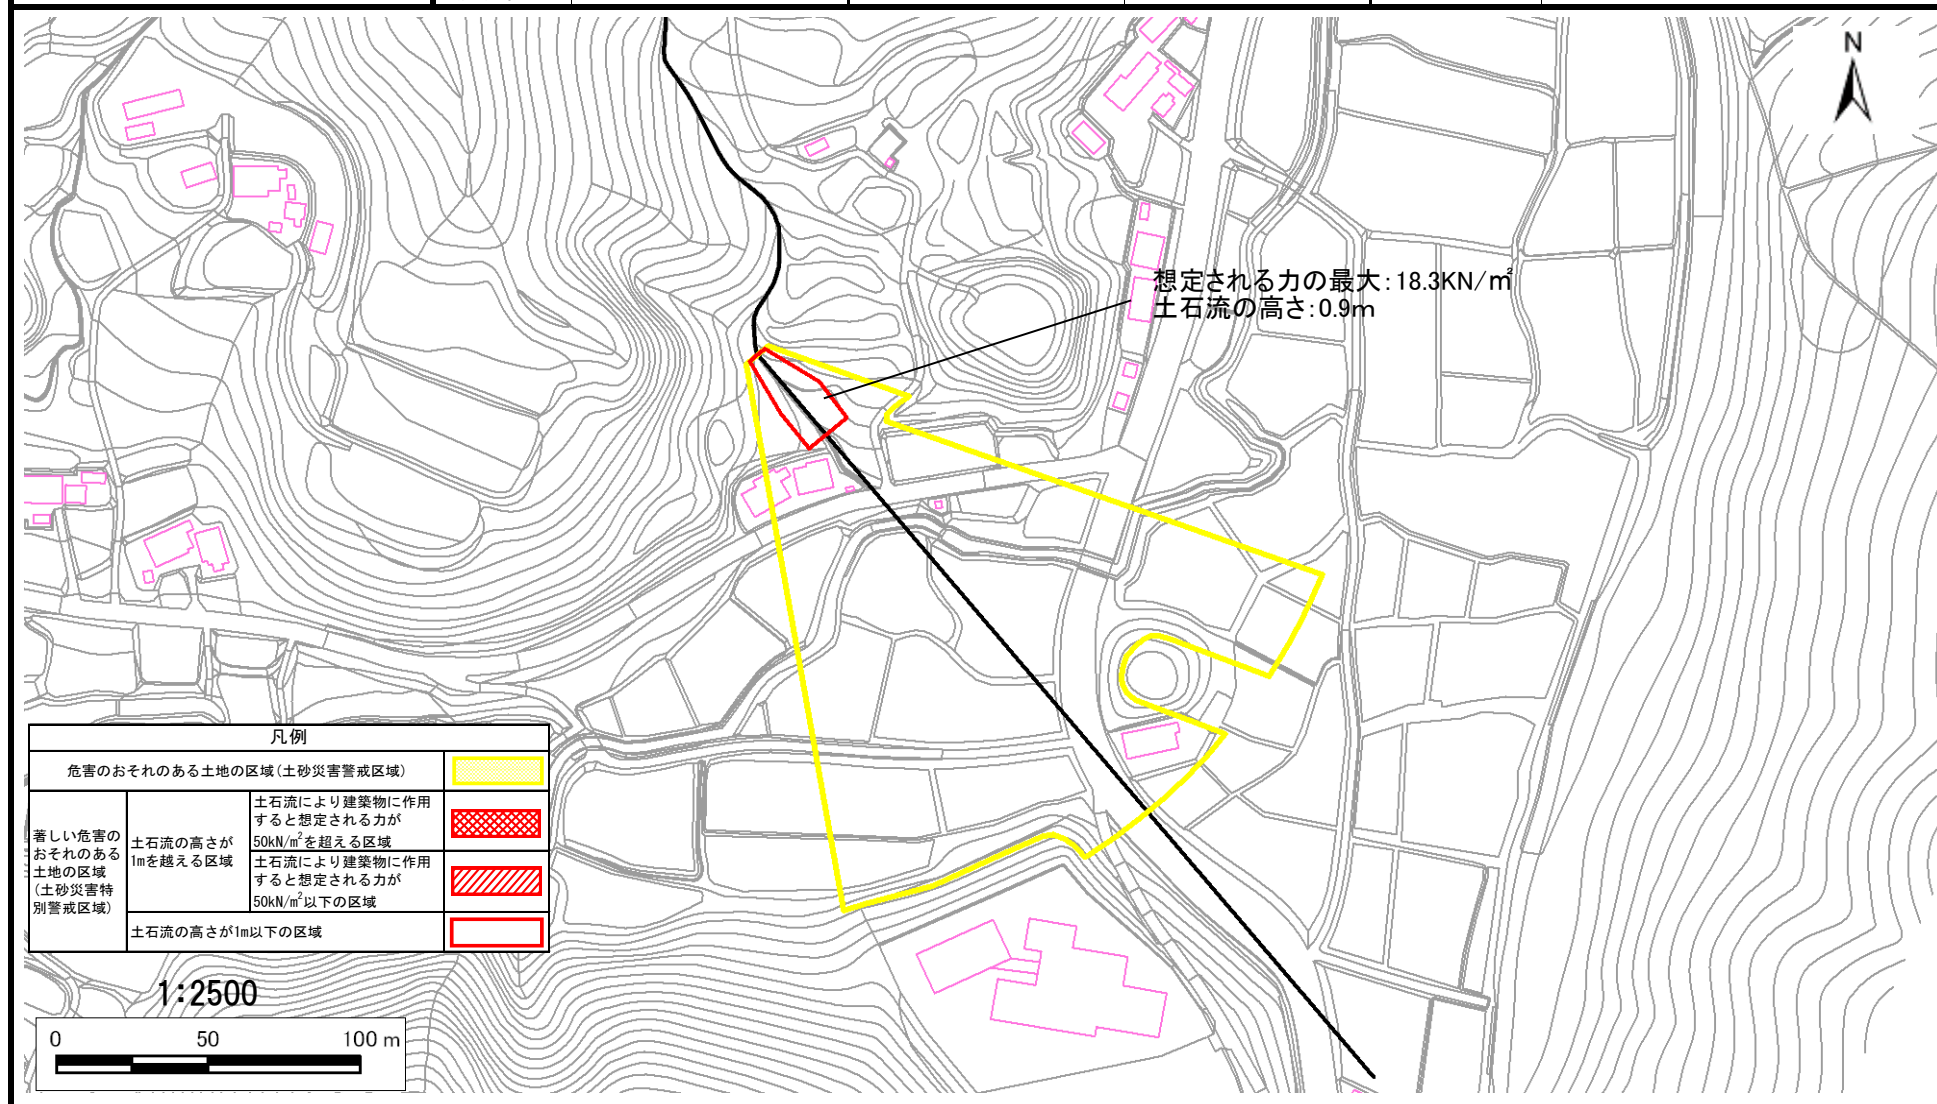 N
想定される力の最大:18.3KN/㎡
土石流の高さ:0.9m
凡例
危害のおそれのある土地の区域(土砂災害警戒区域)
著しい危害の
おそれのある
土地の区域
(土砂災害特
別警戒区域)
土石流の高さが
1mを越える区域
土石流により建築物に作用
すると想定される力が
50kN/m²を超える区域
土石流により建築物に作用
すると想定される力が
50kN/m²以下の区域
土石流の高さが1m以下の区域
1:2500
0 50 100 m